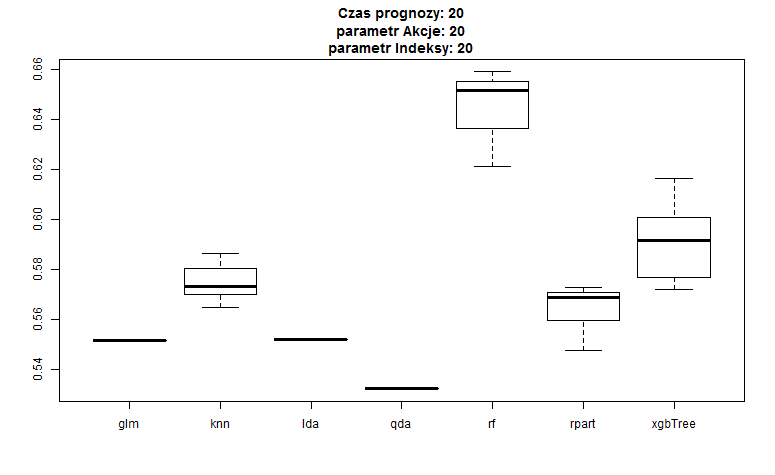 Czas prognozy: 20
parametr Akcje: 20
parametr Indeksy: 20
0.66
0.64
0.62
0.60
0.58
0.56
0.54
glm knn lda qda rf rpart xgbTree